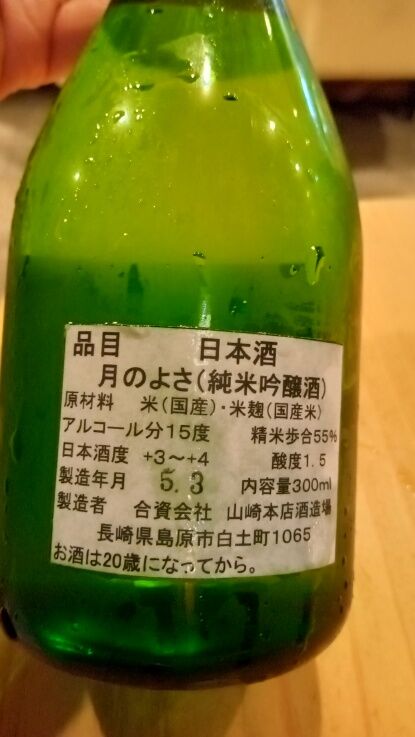 品目 日本酒
月のよさ(純米吟醸酒)
原材料 米(国産)・米麹(国産米)
アルコール分15度 精米歩合55%
日本酒度 +3～+4 酸度1.5
製造年月 5.3 内容量300ml
製造者 合資会社 山崎本店酒造場
長崎県島原市白土町1065
お酒は20歳になってから。